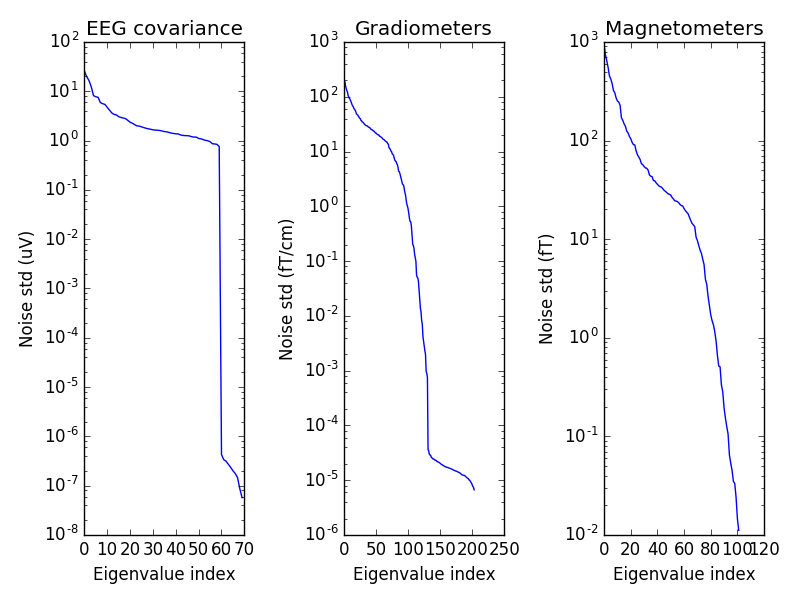 EEG covariance
Noise std (uV)
10^2
10^1
10^0
10^-1
10^-2
10^-3
10^-4
10^-5
10^-6
10^-7
10^-8
0 10 20 30 40 50 60 70
Eigenvalue index
Gradiometers
Noise std (fT/cm)
10^3
10^2
10^1
10^0
10^-1
10^-2
10^-3
10^-4
10^-5
10^-6
0 50 100 150 200 250
Eigenvalue index
Magnetometers
Noise std (fT)
10^3
10^2
10^1
10^0
10^-1
10^-2
0 20 40 60 80 100 120
Eigenvalue index